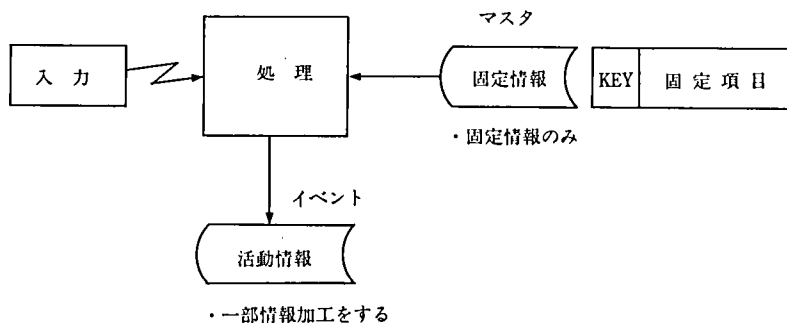 マスタ
入力
処理
固定情報
KEY
固定項目
・固定情報のみ
イベント
活動情報
・一部情報加工をする